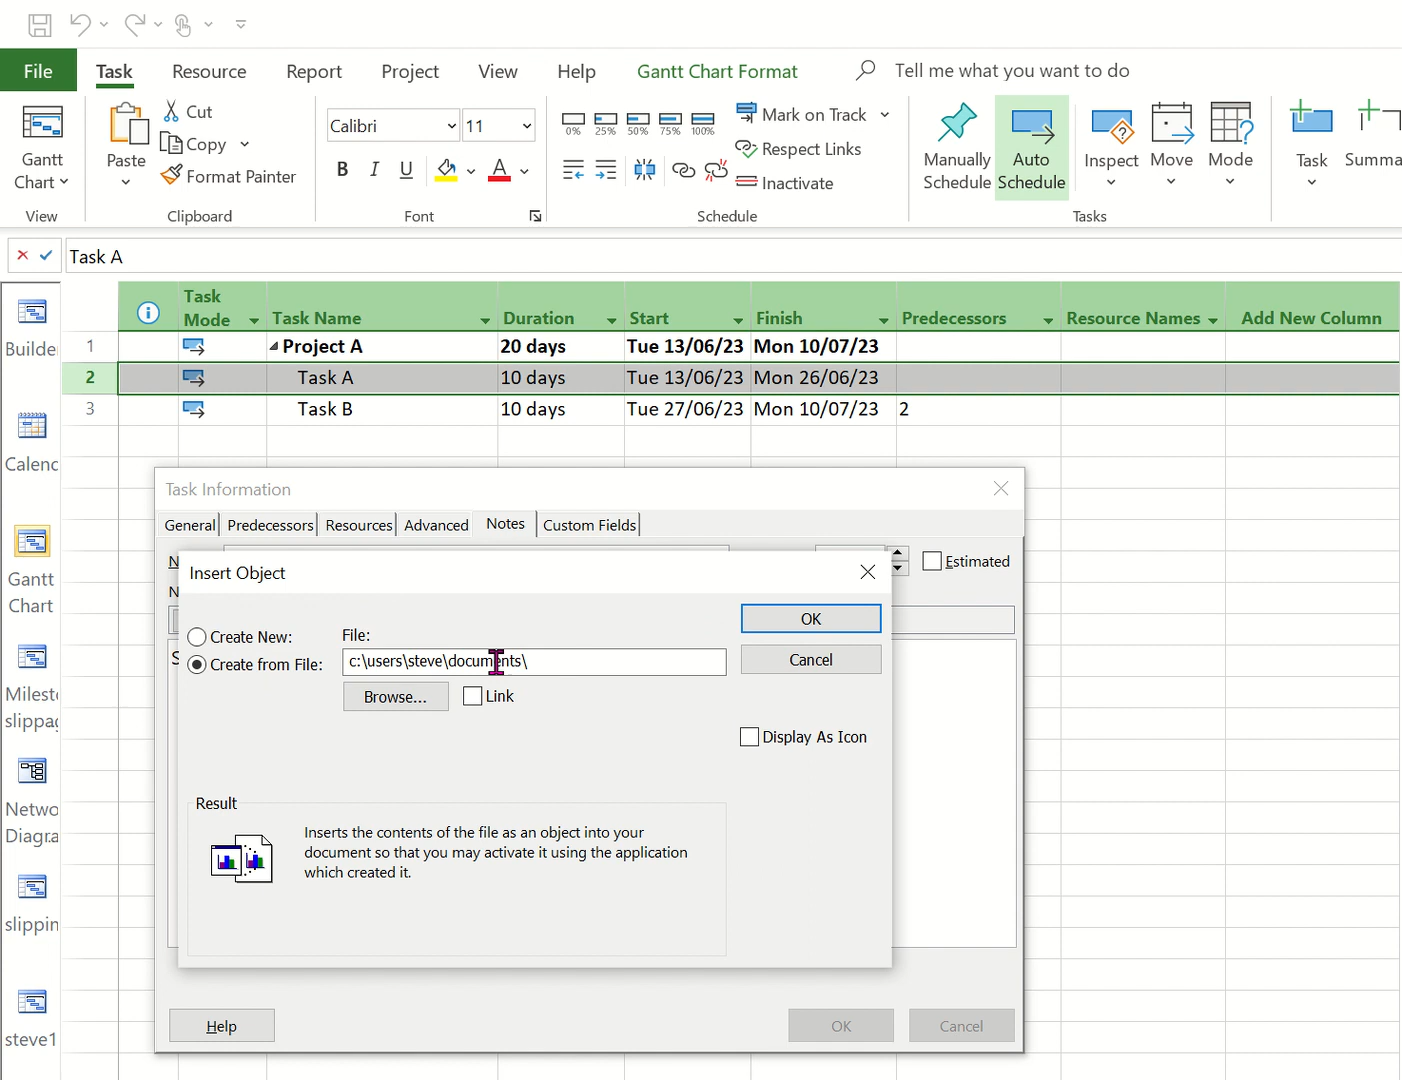 File Task Resource Report Project View Help Gantt Chart Format Tell me what you want to do
Gantt
Chart
View
Paste
Cut
Copy
Format Painter
Clipboard
Calibri 11
B I U A
Font
0% 25% 50% 75% 100%
Mark on Track
Respect Links
Inactivate
Schedule
Manually
Schedule
Auto
Schedule
Inspect
Move
Mode
Tasks
Task
Summa
Task A
Task
Mode Task Name Duration Start Finish Predecessors Resource Names Add New Column
1 Project A 20 days Tue 13/06/23 Mon 10/07/23
2 Task A 10 days Tue 13/06/23 Mon 26/06/23
3 Task B 10 days Tue 27/06/23 Mon 10/07/23 2
Builde
Calenc
Gantt
Chart
Milest
slippa
Netwo
Diagra
slippin
steve1
Task Information
General Predecessors Resources Advanced Notes Custom Fields
Estimated
Insert Object
Create New:
Create from File:
File:
c:\users\steve\documents\
Browse...
Link
OK
Cancel
Display As Icon
Result
Inserts the contents of the file as an object into your
document so that you may activate it using the application
which created it.
Help OK Cancel